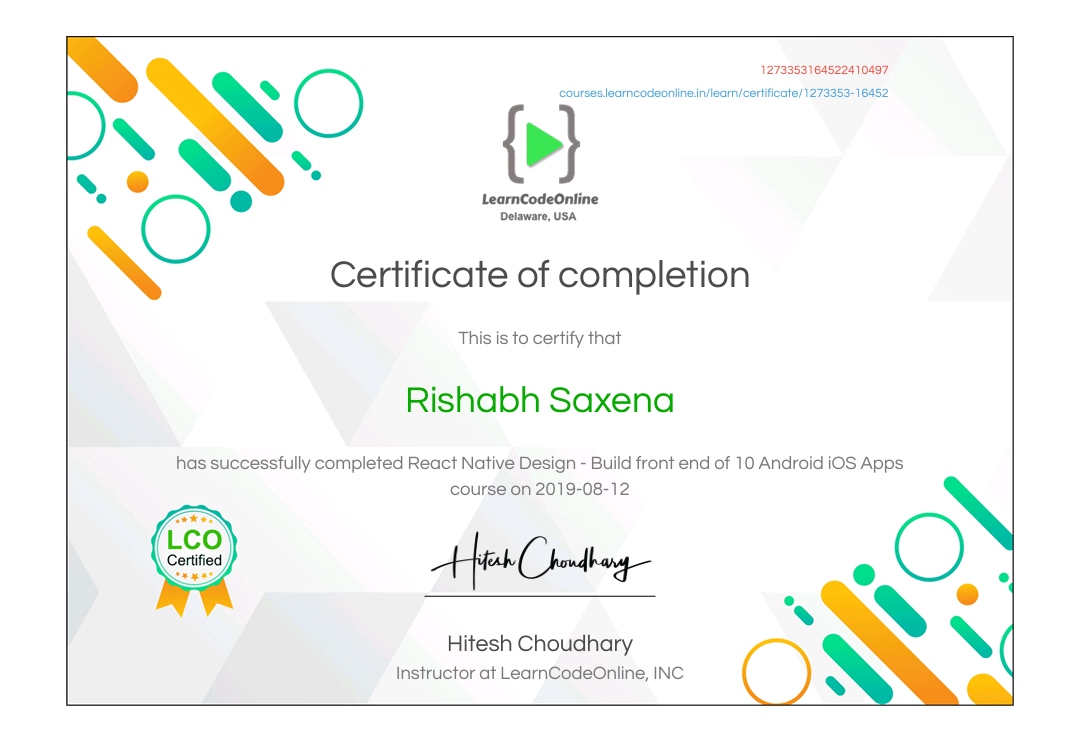 1273353164522410497
courses.learncodeonline.in/learn/certificate/1273353-16452
LearnCodeOnline
Delaware, USA
Certificate of completion
This is to certify that
Rishabh Saxena
has successfully completed React Native Design - Build front end of 10 Android iOS Apps
course on 2019-08-12
LCO
Certified
Hitesh Choudhary
Hitesh Choudhary
Instructor at LearnCodeOnline, INC